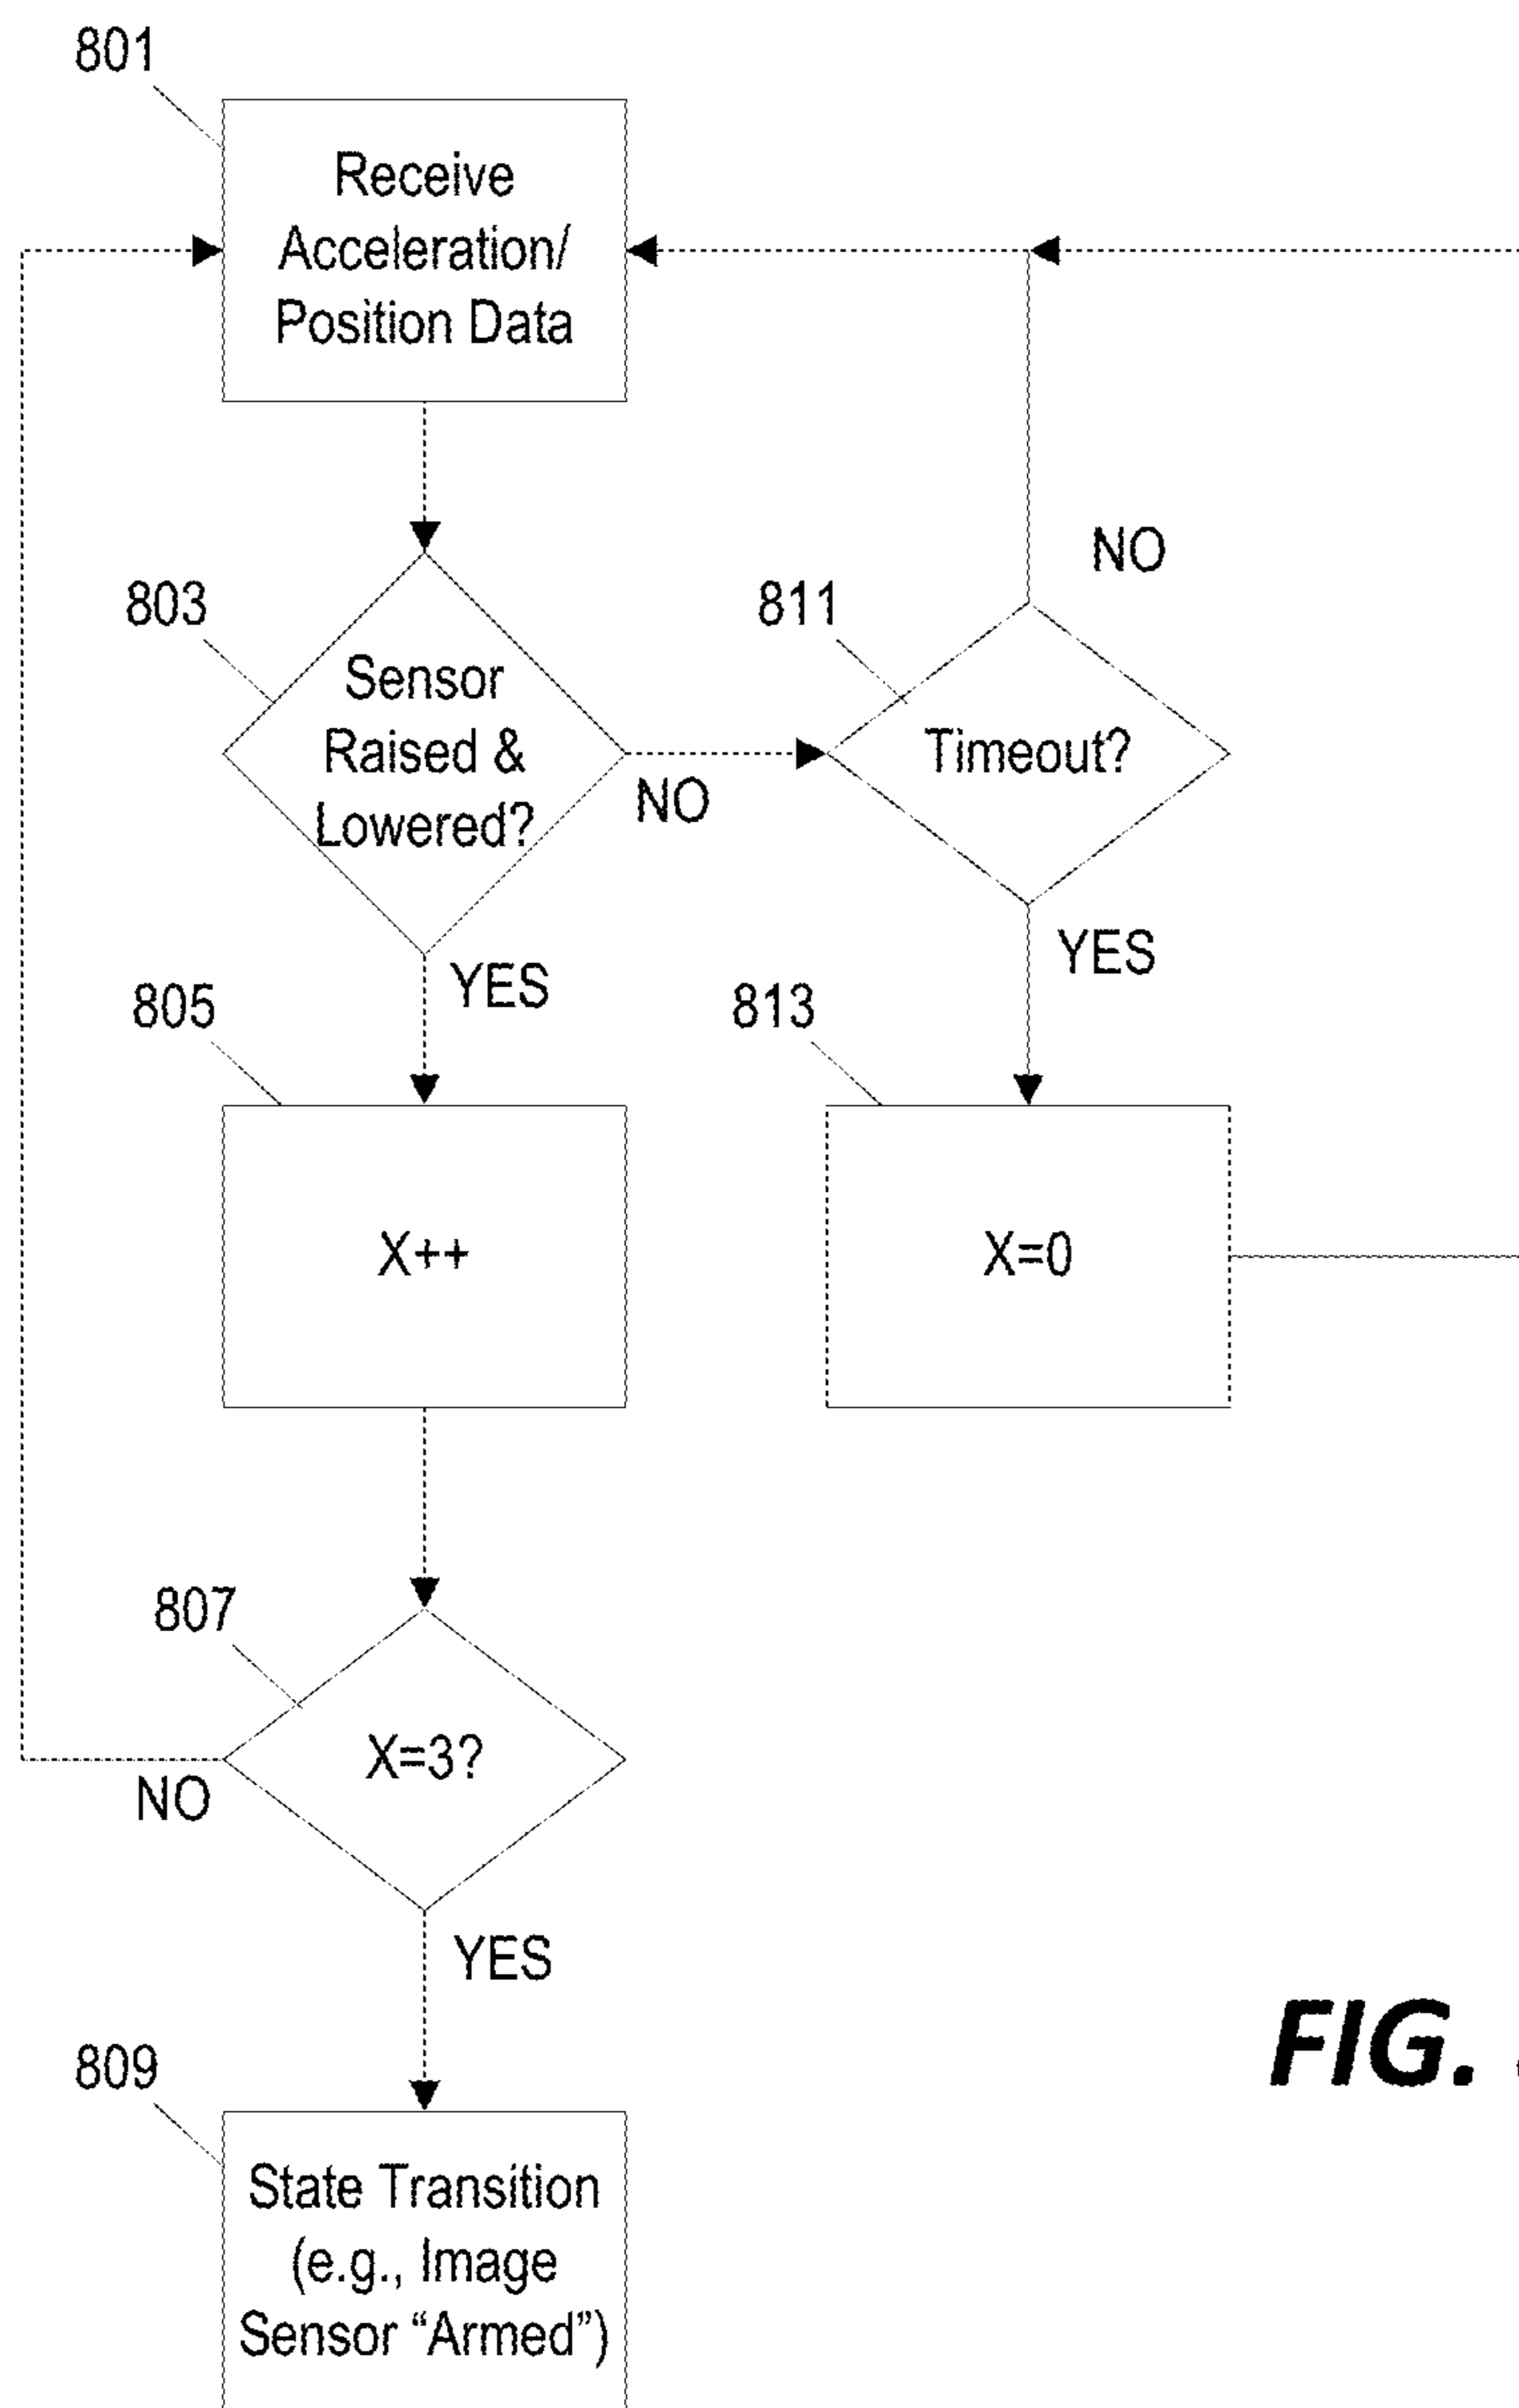 801
Receive
Acceleration/
Position Data
803
Sensor
Raised &
Lowered?
NO
YES
811
Timeout?
NO
YES
805
X++
813
X=0
807
X=3?
NO
YES
809
State Transition
(e.g., Image
Sensor “Armed”)
FIG.